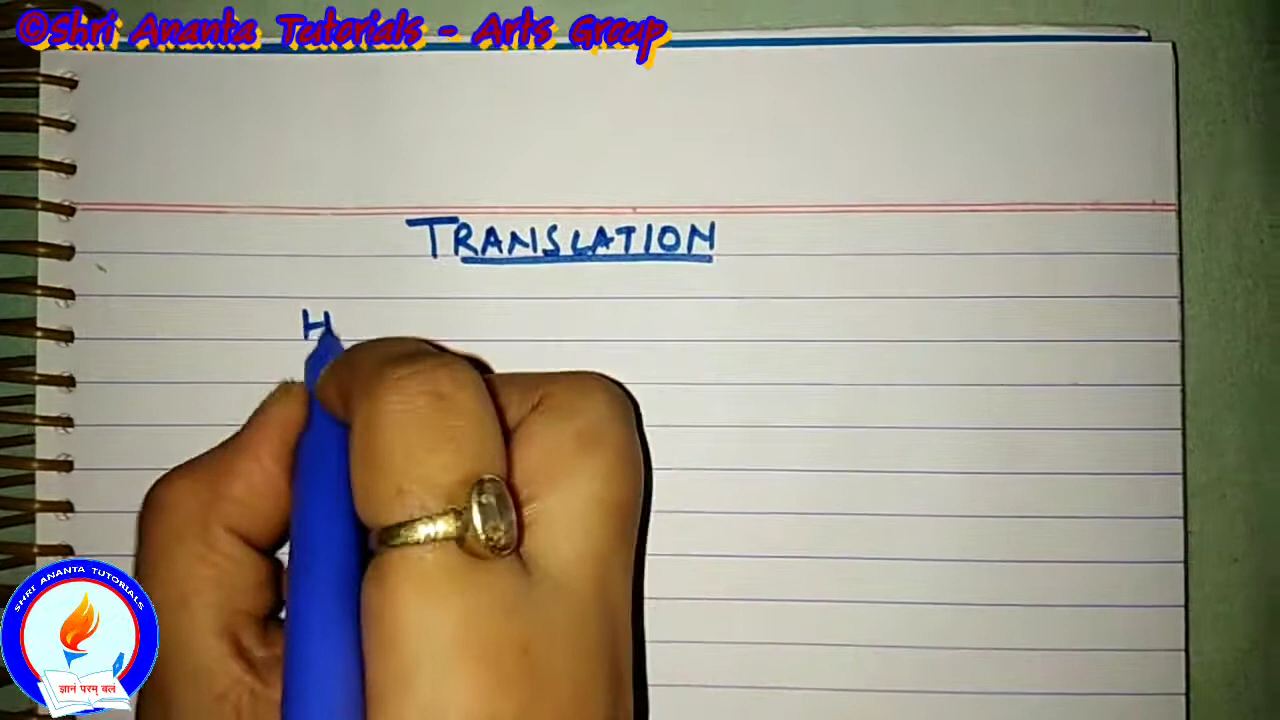 ©Shri Ananta Tutorials - Arts Group
TRANSLATION
H
SHRI ANANTA TUTORIALS
ज्ञानं परम् बलं